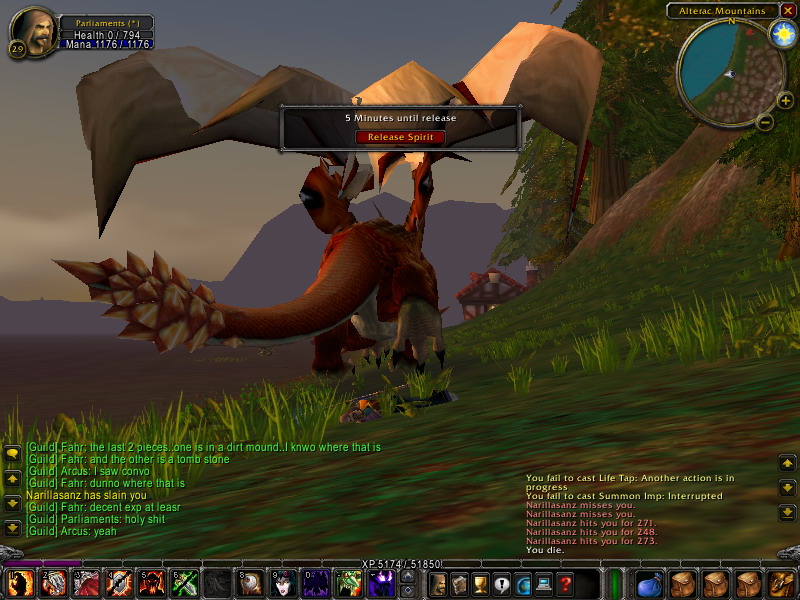 Parliaments (*)
Health 0 / 794
29
Mana 1176 / 1176
Alterac Mountains
N
5 Minutes until release
Release Spirit
[Guild] Fahr: the last 2 pieces..one is in a dirt mound..I knwo where that is
[Guild] Fahr: and the other is a tomb stone
[Guild] Arcus: I saw convo
[Guild] Fahr: dunno where that is
Narillasanz has slain you
[Guild] Fahr: decent exp at leasr
[Guild] Parliaments: holy shit
[Guild] Arcus: yeah
You fail to cast Life Tap: Another action is in
progress
You fail to cast Summon Imp: Interrupted
Narillasanz misses you.
Narillasanz misses you.
Narillasanz hits you for 271.
Narillasanz hits you for 248.
Narillasanz hits you for 273.
You die.
XP 5174 / 51850